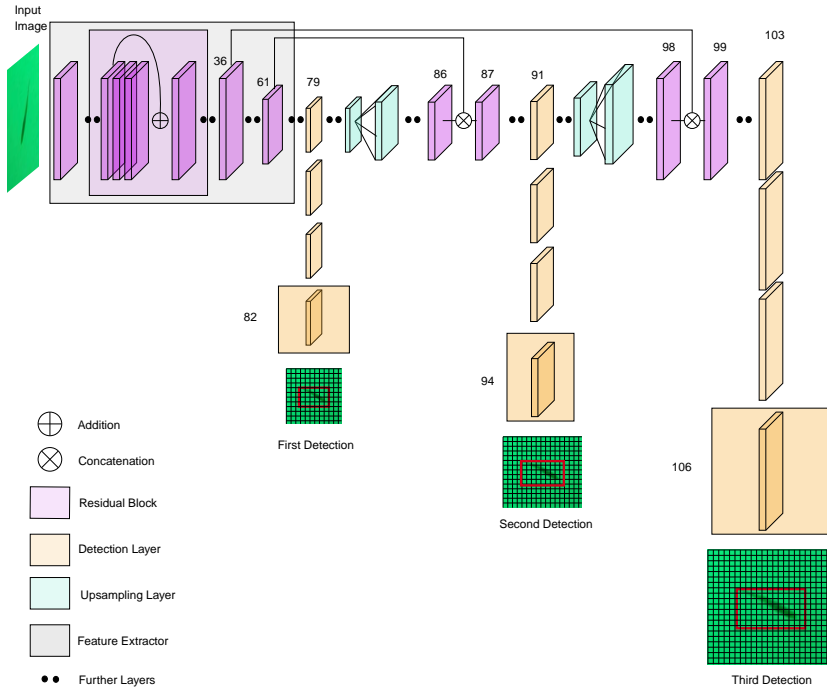 Input
Image
36
61
79
86
87
91
98
99
103
82
94
106
First Detection
Second Detection
Third Detection
Addition
Concatenation
Residual Block
Detection Layer
Upsampling Layer
Feature Extractor
Further Layers